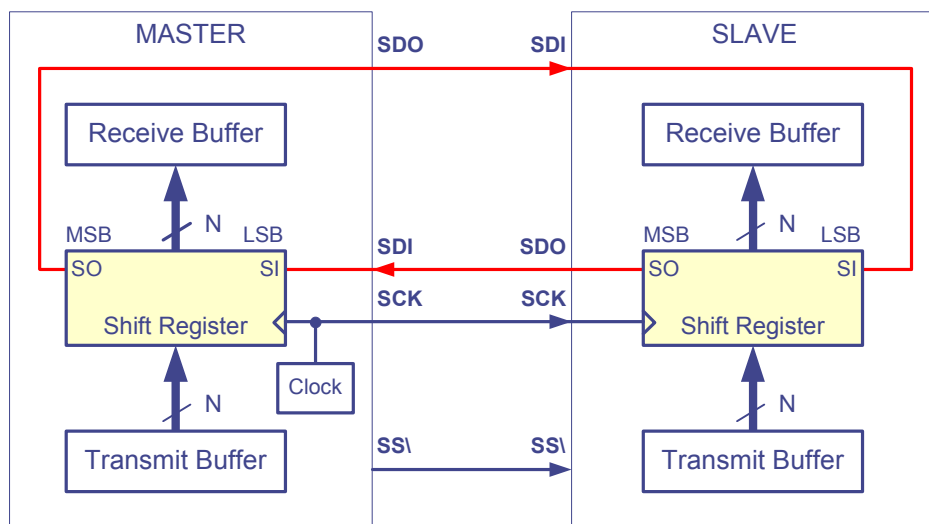 MASTER
SLAVE
SDO
SDI
Receive Buffer
Receive Buffer
N
N
MSB
LSB
MSB
LSB
SDI
SDO
SO
SI
SO
SI
SCK
SCK
Shift Register
Shift Register
Clock
N
N
SS\
SS\
Transmit Buffer
Transmit Buffer